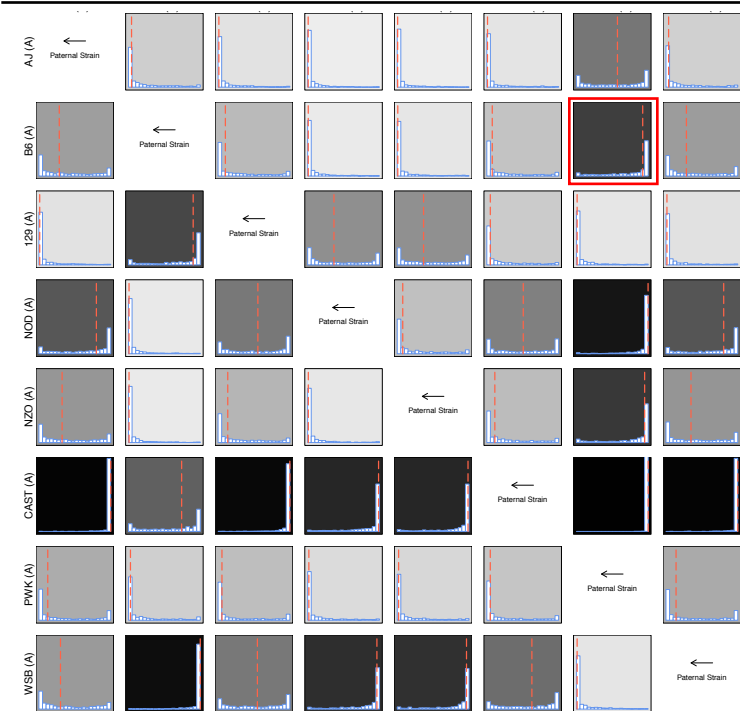 AJ (A)
Paternal Strain
B6 (A)
Paternal Strain
129 (A)
Paternal Strain
NOD (A)
Paternal Strain
NZO (A)
Paternal Strain
CAST (A)
Paternal Strain
PWK (A)
Paternal Strain
WSB (A)
Paternal Strain